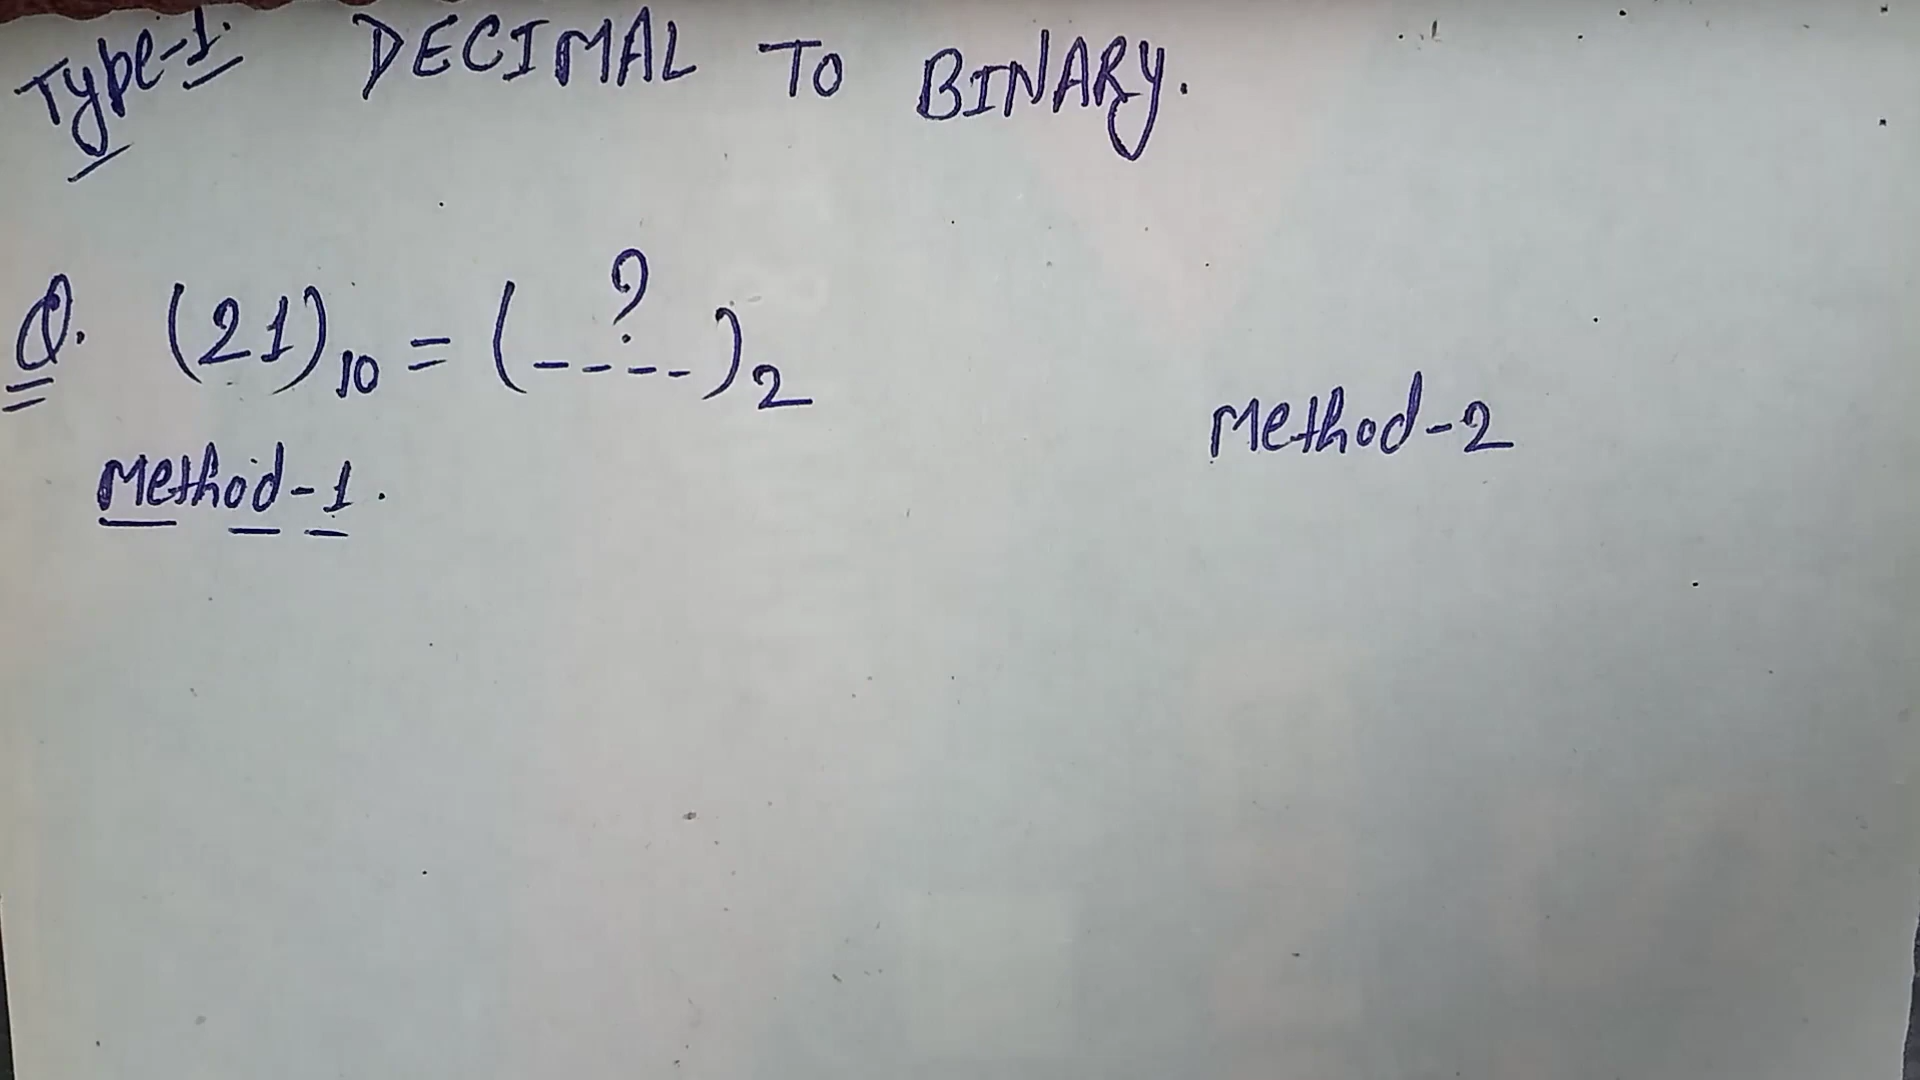 Type-1. DECIMAL TO BINARY.
Q. (21)10 = (----?)2
Method-1.
Method-2